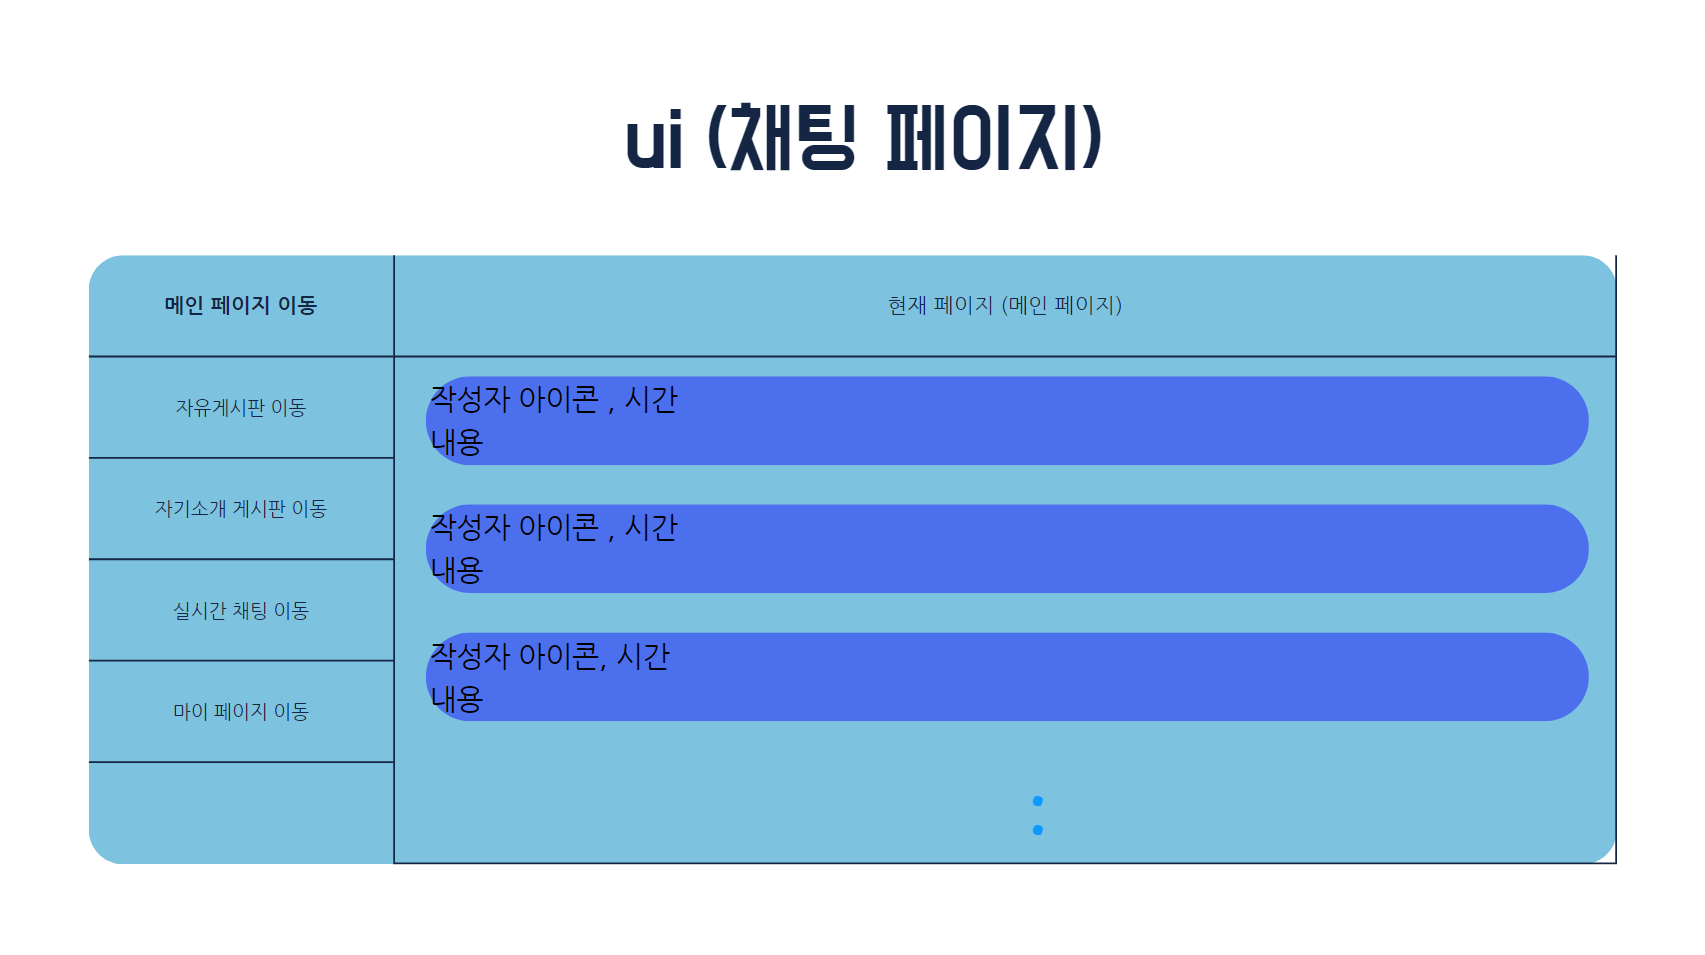 ui (채팅 페이지)
메인 페이지 이동
현재 페이지 (메인 페이지)
자유게시판 이동
자기소개 게시판 이동
실시간 채팅 이동
마이 페이지 이동
작성자 아이콘 , 시간
내용
작성자 아이콘 , 시간
내용
작성자 아이콘, 시간
내용